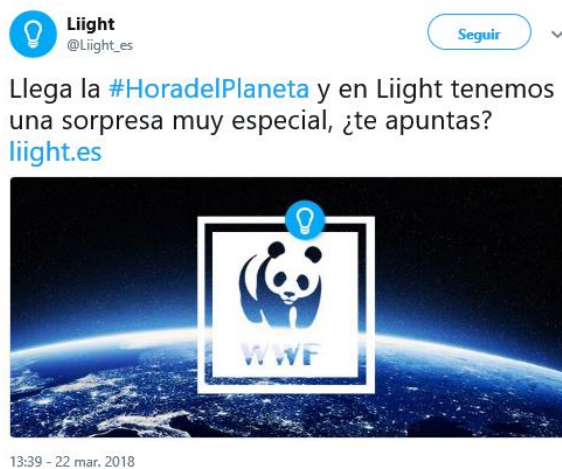 Liight
@Liight_es
Seguir
Llega la #HoradelPlaneta y en Liight tenemos
una sorpresa muy especial, ¿te apuntas?
liight.es
WWF
13:39 - 22 mar. 2018